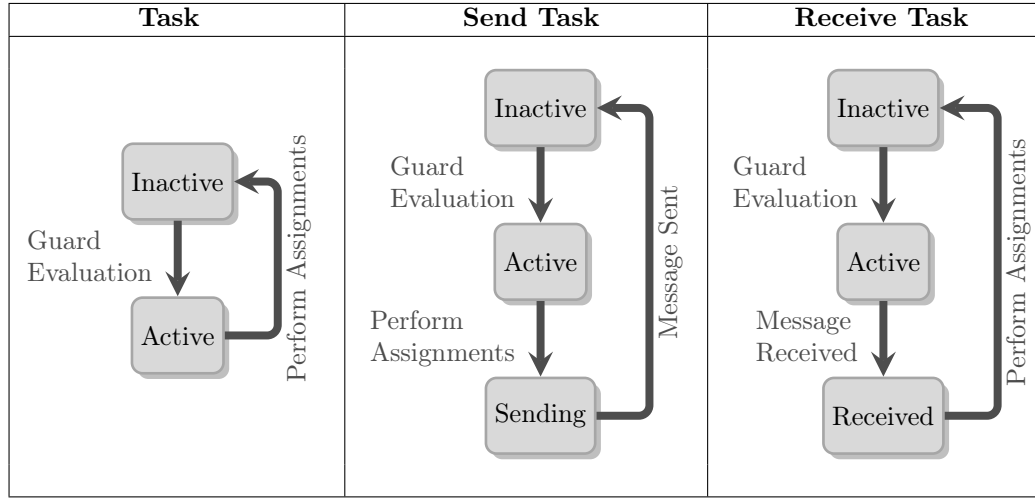 Task
Send Task
Receive Task
Inactive
Guard
Evaluation
Active
Perform Assignments
Inactive
Guard
Evaluation
Active
Perform
Assignments
Sending
Message Sent
Inactive
Guard
Evaluation
Active
Message
Received
Received
Perform Assignments